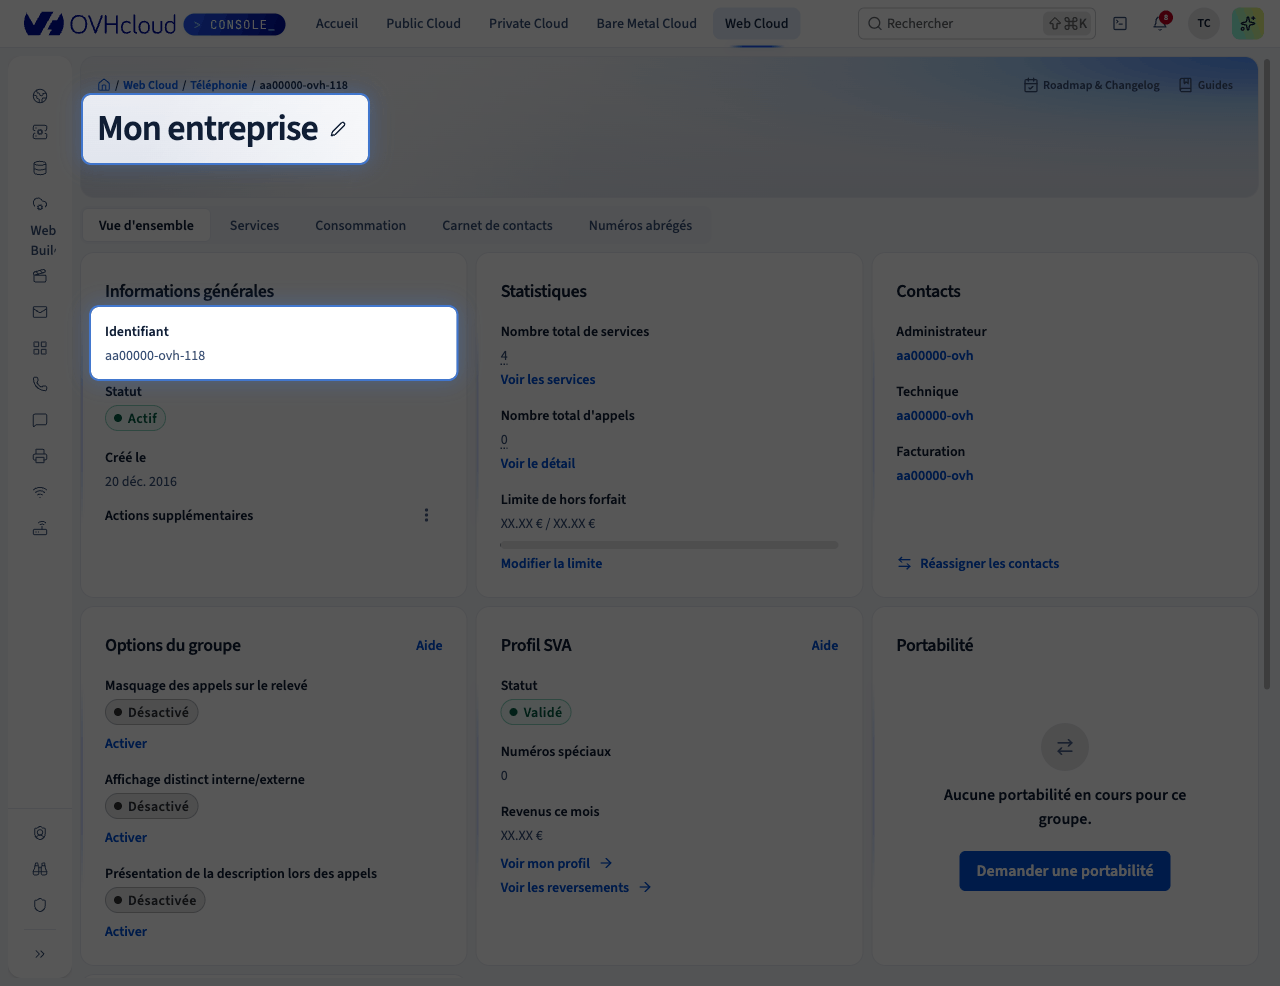 OVHcloud > CONSOLE_ Accueil Public Cloud Private Cloud Bare Metal Cloud Web Cloud Rechercher ⇧⌘K 8 TC
/ Web Cloud / Téléphonie / aa00000-ovh-118 Roadmap & Changelog Guides
Mon entreprise
Vue d'ensemble Services Consommation Carnet de contacts Numéros abrégés
Web
Buil
Informations générales
Identifiant
aa00000-ovh-118
Statut
Actif
Créé le
20 déc. 2016
Actions supplémentaires
Statistiques
Nombre total de services
4
Voir les services
Nombre total d'appels
0
Voir le détail
Limite de hors forfait
XX.XX € / XX.XX €
Modifier la limite
Contacts
Administrateur
aa00000-ovh
Technique
aa00000-ovh
Facturation
aa00000-ovh
Réassigner les contacts
Options du groupe Aide
Masquage des appels sur le relevé
Désactivé
Activer
Affichage distinct interne/externe
Désactivé
Activer
Présentation de la description lors des appels
Désactivée
Activer
Profil SVA Aide
Statut
Validé
Numéros spéciaux
0
Revenus ce mois
XX.XX €
Voir mon profil
Voir les reversements
Portabilité
Aucune portabilité en cours pour ce
groupe.
Demander une portabilité